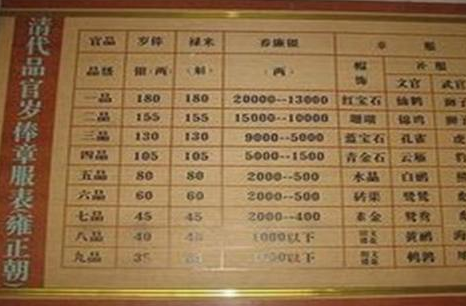 清代品官岁俸章服表(雍正朝)
官品 岁俸 禄米 养廉银 章 服
品级 银(两) (斛) (两) 帽饰 补服
文官 武官
一品 180 180 20000--13000 红宝石 仙鹤
二品 155 155 15000--10000 珊瑚 锦鸡
三品 130 130 9000--5000 蓝宝石 孔雀
四品 105 105 5000--1500 青金石 云雁
五品 80 80 2000--500 水晶 白鹇
六品 60 60 2000--500 砗渠 鹭鸶
七品 45 45 2000--400 素金 鸂鶒
八品 40 40 1000以下 黄鹂
九品 35 以下 鹌鹑